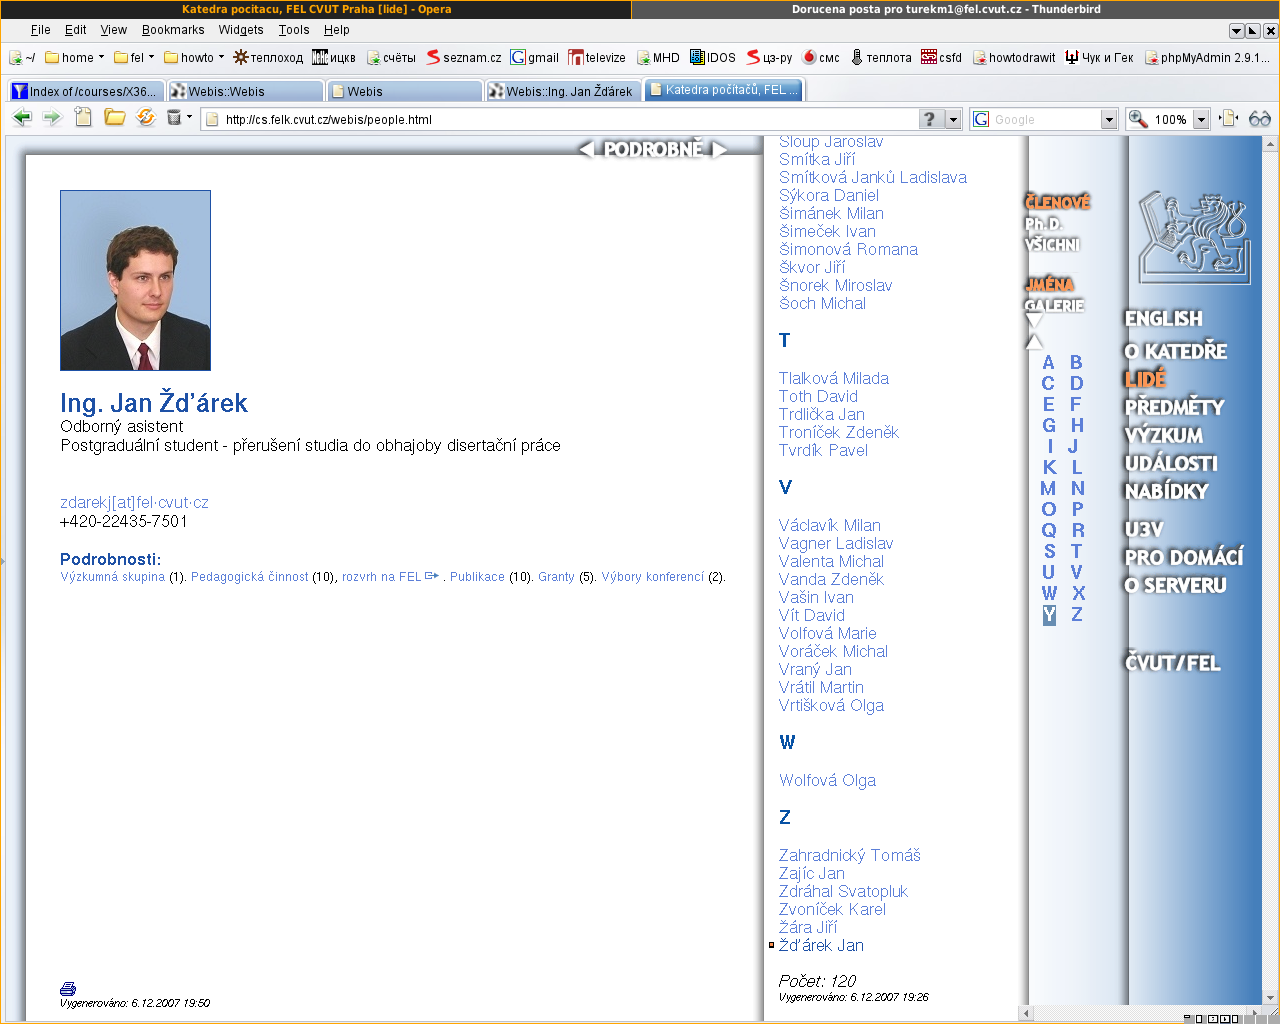 Katedra pocitacu, FEL CVUT Praha [lide] - Opera
Dorucena posta pro turekm1@fel.cvut.cz - Thunderbird
File Edit View Bookmarks Widgets Tools Help
~/ home fel howto теплоход ицкв счёты seznam.cz gmail televize MHD IDOS цз-ру смс теплота csfd howtodrawit Чук и Гек phpMyAdmin 2.9.1...
Index of /courses/X36... Webis::Webis Webis Webis::Ing. Jan Žďárek Katedra počítačů, FEL ...
http://cs.felk.cvut.cz/webis/people.html ? Google 100%
PODROBNĚ
Ing. Jan Žďárek
Odborný asistent
Postgraduální student - přerušení studia do obhajoby disertační práce
zdarekj[at]fel·cvut·cz
+420-22435-7501
Podrobnosti:
Výzkumná skupina (1). Pedagogická činnost (10), rozvrh na FEL . Publikace (10). Granty (5). Výbory konferencí (2).
Vygenerováno: 6.12.2007 19:50
Sloup Jaroslav
Smítka Jiří
Smítková Janků Ladislava
Sýkora Daniel
Šimánek Milan
Šimeček Ivan
Šimonová Romana
Škvor Jiří
Šnorek Miroslav
Šoch Michal
T
Tlalková Milada
Toth David
Trdlička Jan
Troníček Zdeněk
Tvrdík Pavel
V
Václavík Milan
Vagner Ladislav
Valenta Michal
Vanda Zdeněk
Vašin Ivan
Vít David
Volfová Marie
Voráček Michal
Vraný Jan
Vrátil Martin
Vrtišková Olga
W
Wolfová Olga
Z
Zahradnický Tomáš
Zajíc Jan
Zdráhal Svatopluk
Zvoníček Karel
Žára Jiří
Žďárek Jan
Počet: 120
Vygenerováno: 6.12.2007 19:26
ČLENOVÉ
Ph.D.
VŠICHNI
JMÉNA
GALERIE
A B
C D
E F
G H
I J
K L
M N
O P
Q R
S T
U V
W X
Y Z
ENGLISH
O KATEDŘE
LIDÉ
PŘEDMĚTY
VÝZKUM
UDÁLOSTI
NABÍDKY
U3V
PRO DOMÁCÍ
O SERVERU
ČVUT/FEL